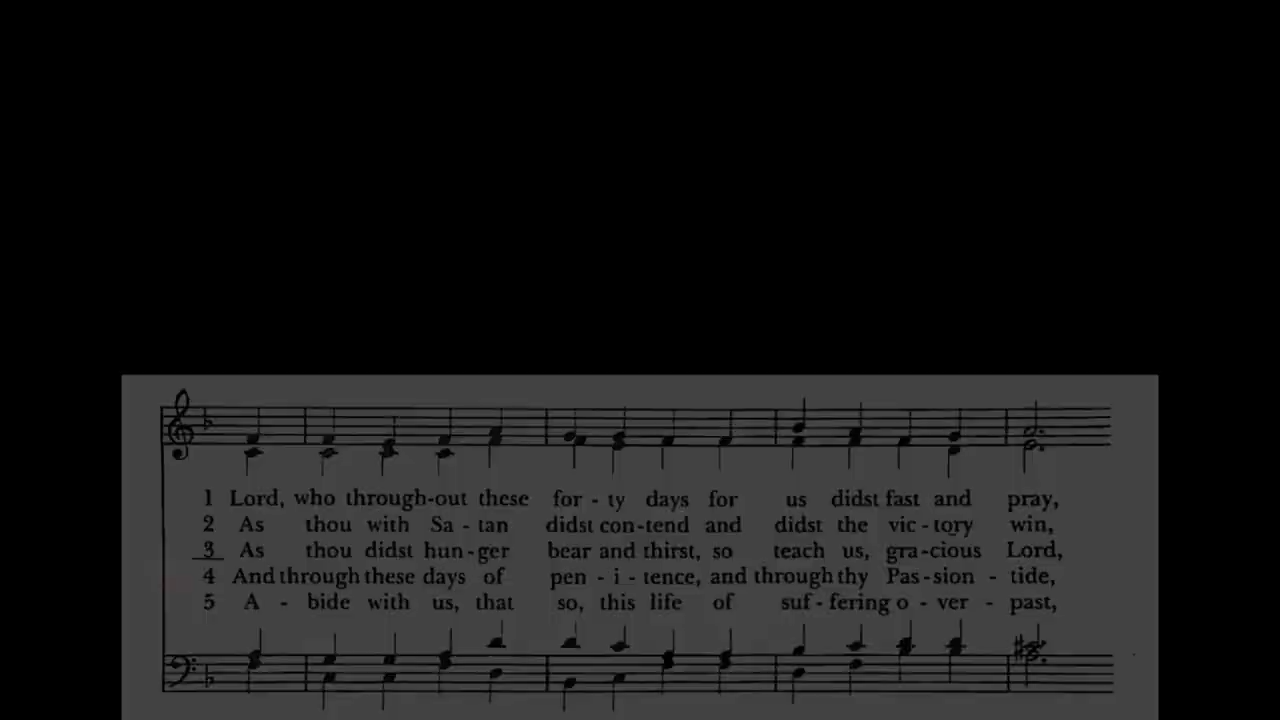 1 Lord, who through-out these for - ty days for us didst fast and pray,
2 As thou with Sa - tan didst con-tend and didst the vic - tory win,
3 As thou didst hun - ger bear and thirst, so teach us, gra-cious Lord,
4 And through these days of pen - i - tence, and through thy Pas-sion - tide,
5 A - bide with us, that so, this life of suf - fering o - ver - past,